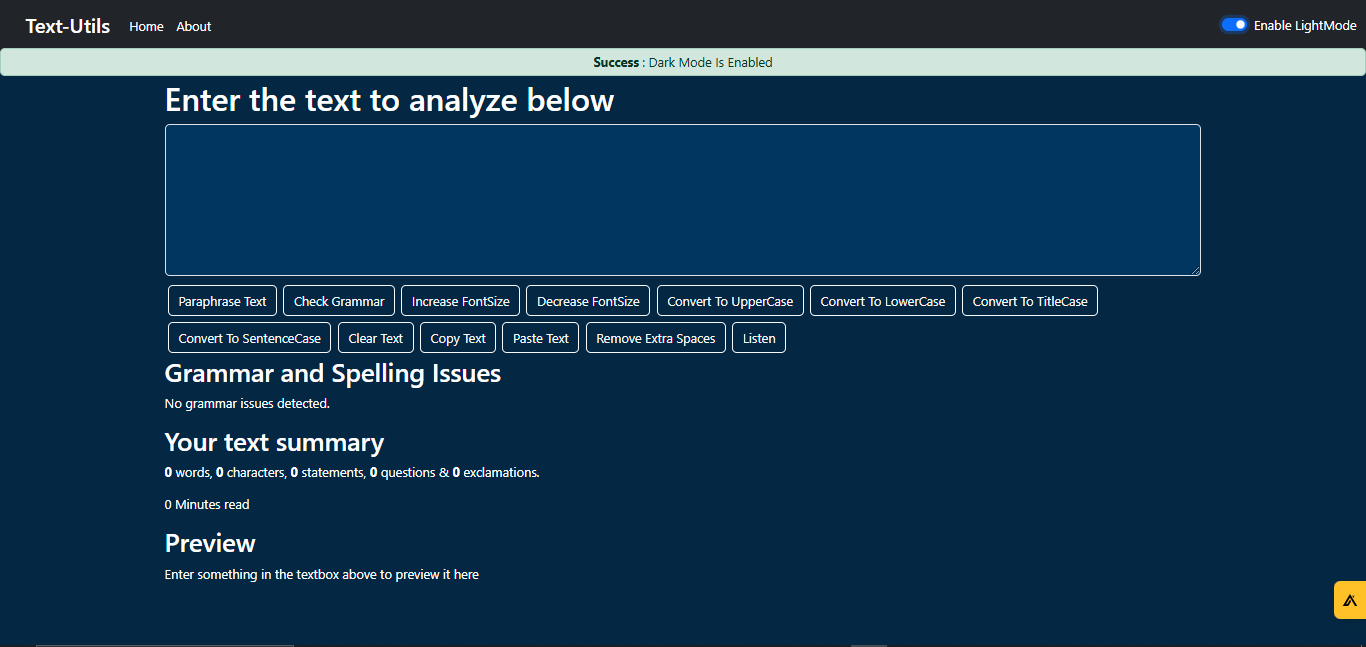 Text-Utils Home About Enable LightMode
Success : Dark Mode Is Enabled
Enter the text to analyze below
Paraphrase Text Check Grammar Increase FontSize Decrease FontSize Convert To UpperCase Convert To LowerCase Convert To TitleCase
Convert To SentenceCase Clear Text Copy Text Paste Text Remove Extra Spaces Listen
Grammar and Spelling Issues
No grammar issues detected.
Your text summary
0 words, 0 characters, 0 statements, 0 questions & 0 exclamations.
0 Minutes read
Preview
Enter something in the textbox above to preview it here